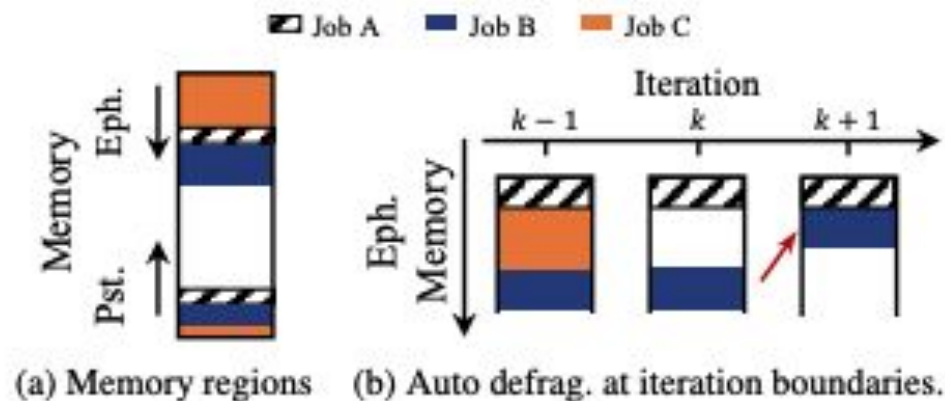 Job A Job B Job C
Memory
Eph.
Pst.
Iteration
k − 1 k k + 1
Eph.
Memory
(a) Memory regions (b) Auto defrag. at iteration boundaries.